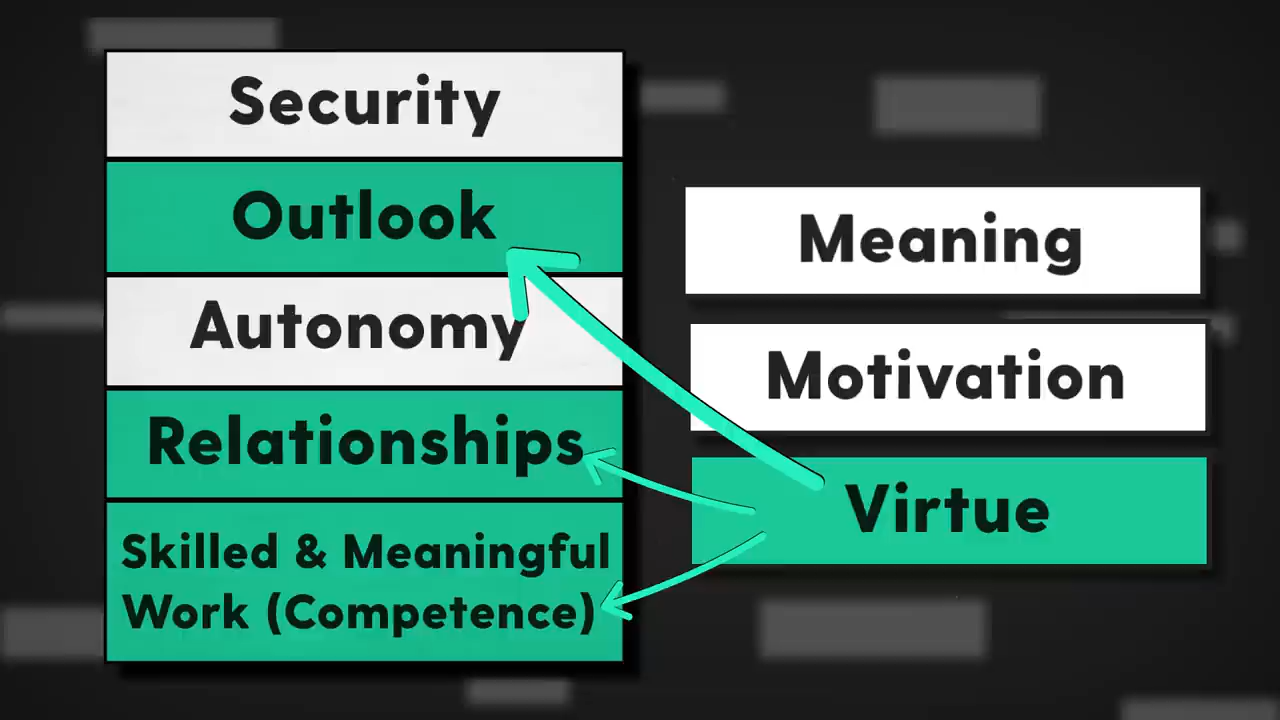 Security
Outlook
Autonomy
Relationships
Skilled & Meaningful
Work (Competence)
Meaning
Motivation
Virtue